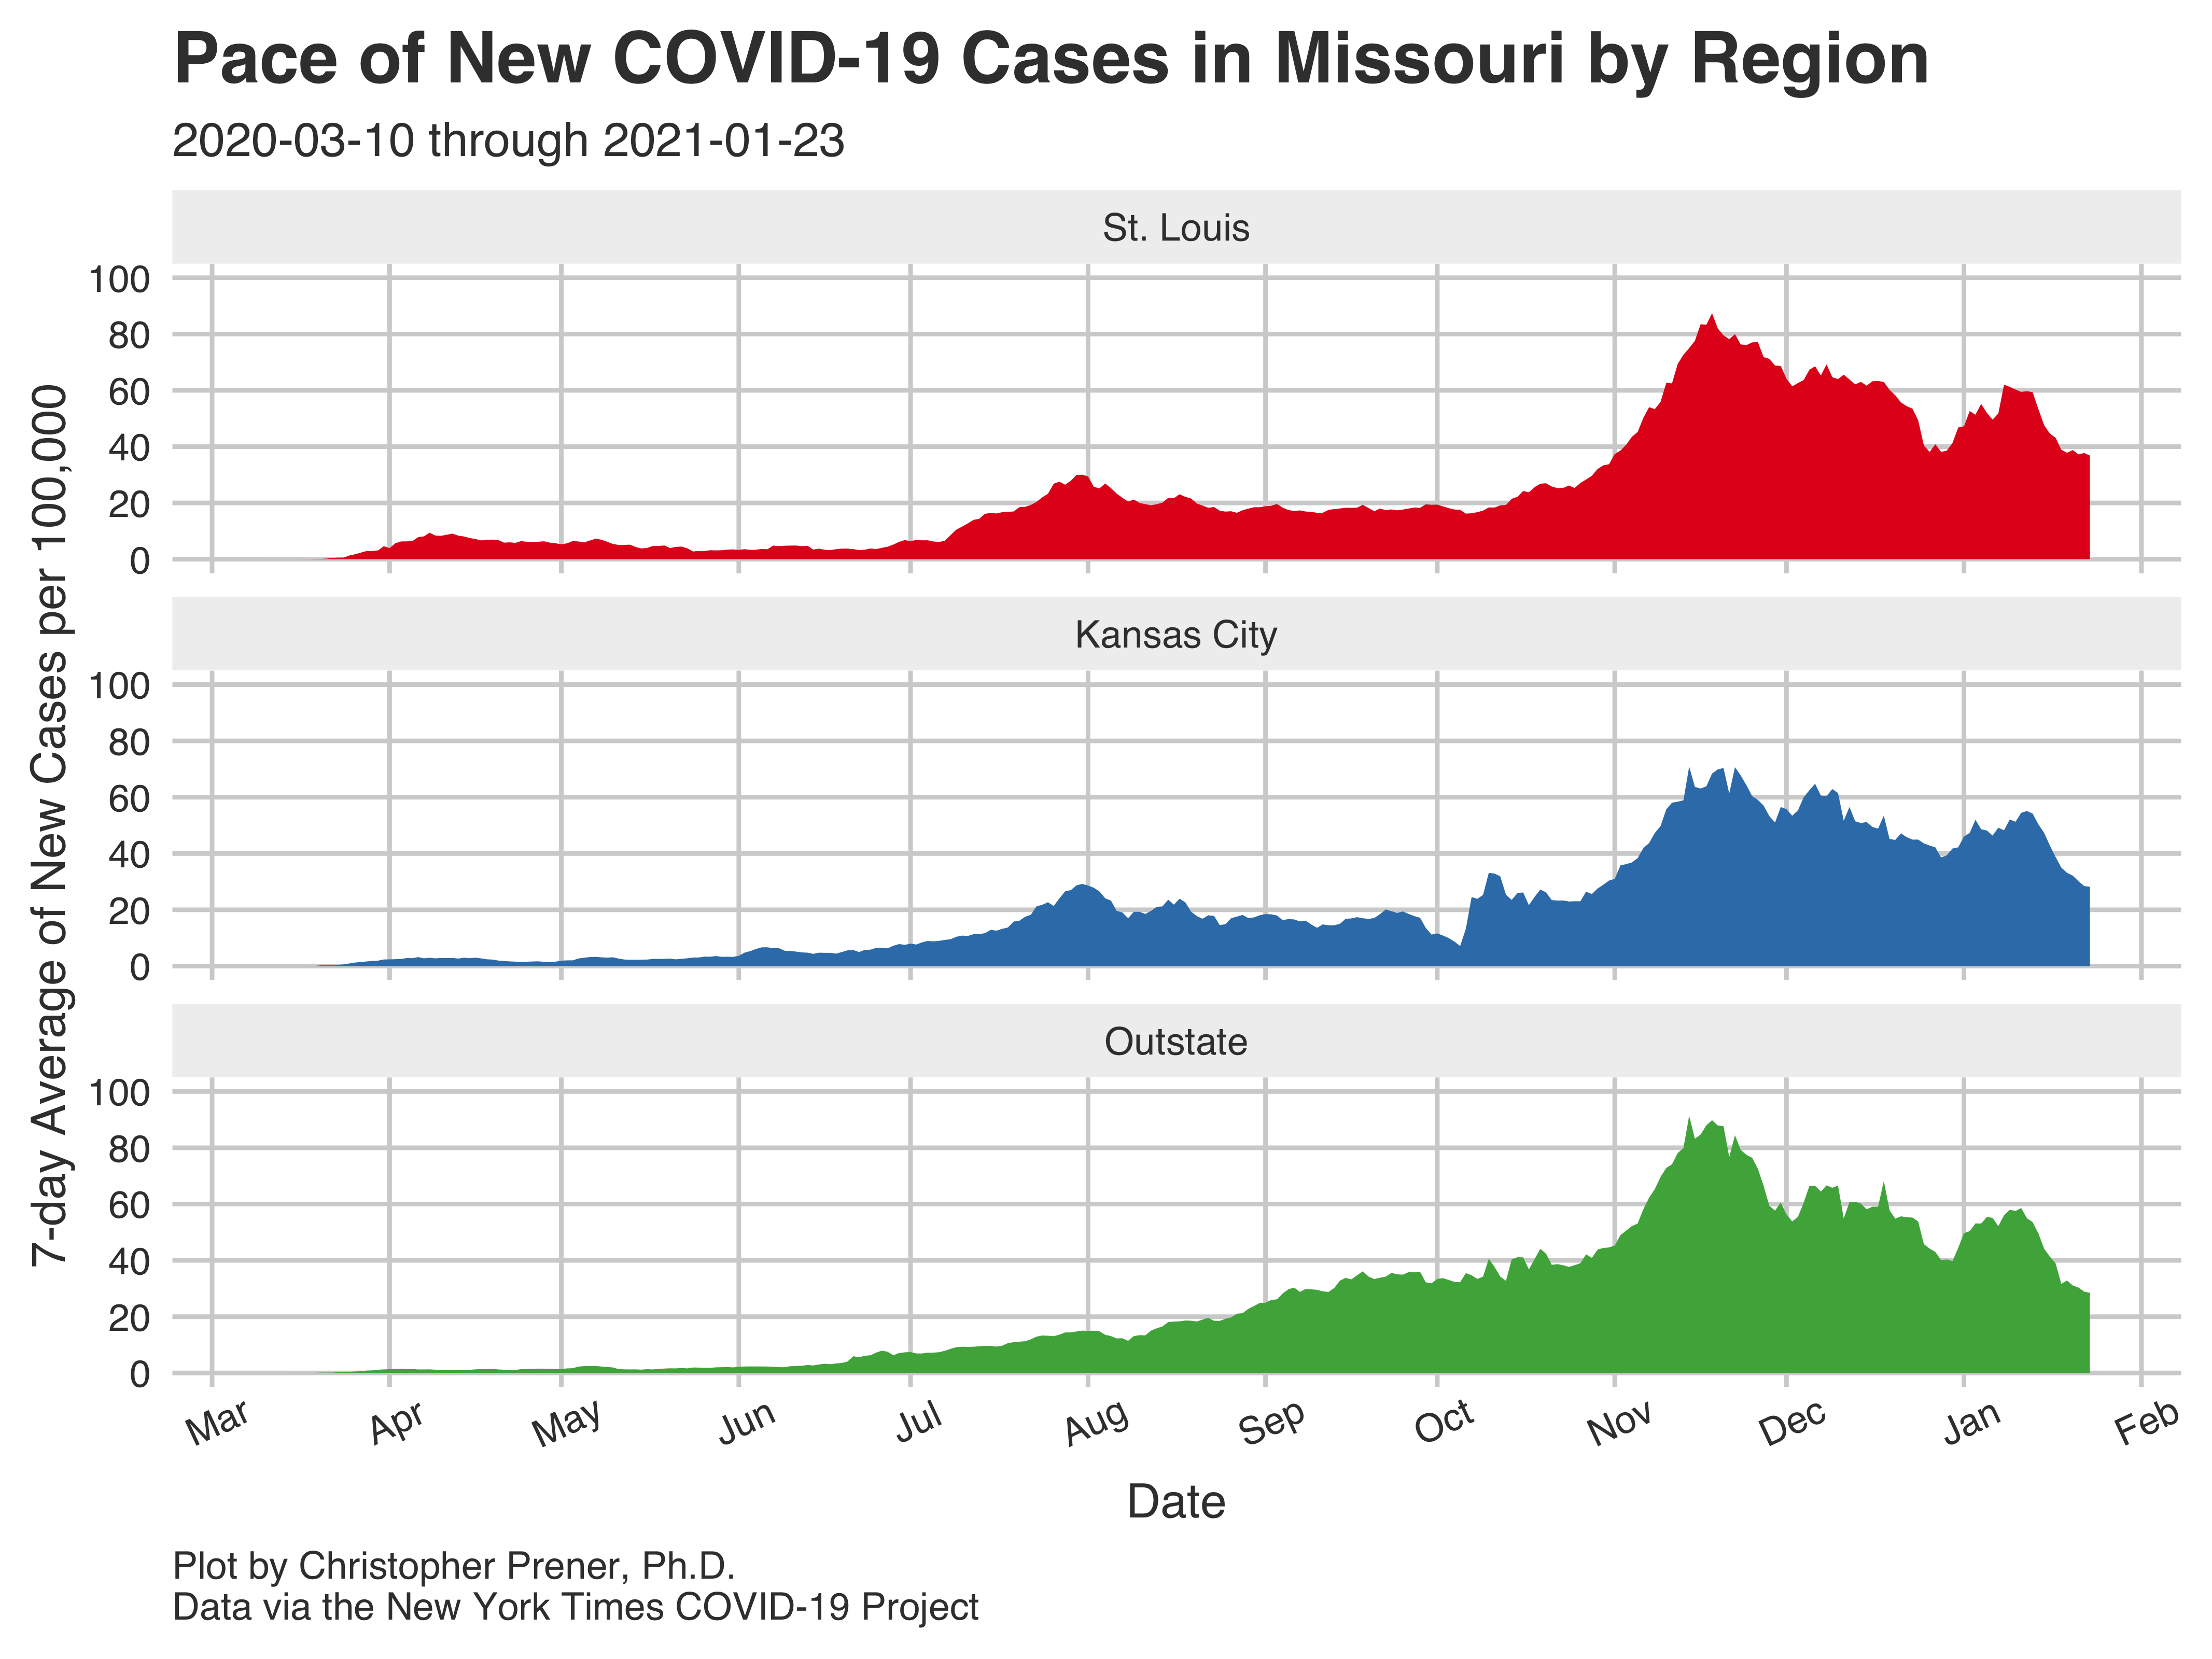 Pace of New COVID-19 Cases in Missouri by Region
2020-03-10 through 2021-01-23
7-day Average of New Cases per 100,000
St. Louis
100
80
60
40
20
0
Kansas City
100
80
60
40
20
0
Outstate
100
80
60
40
20
0
Mar Apr May Jun Jul Aug Sep Oct Nov Dec Jan Feb
Date
Plot by Christopher Prener, Ph.D.
Data via the New York Times COVID-19 Project